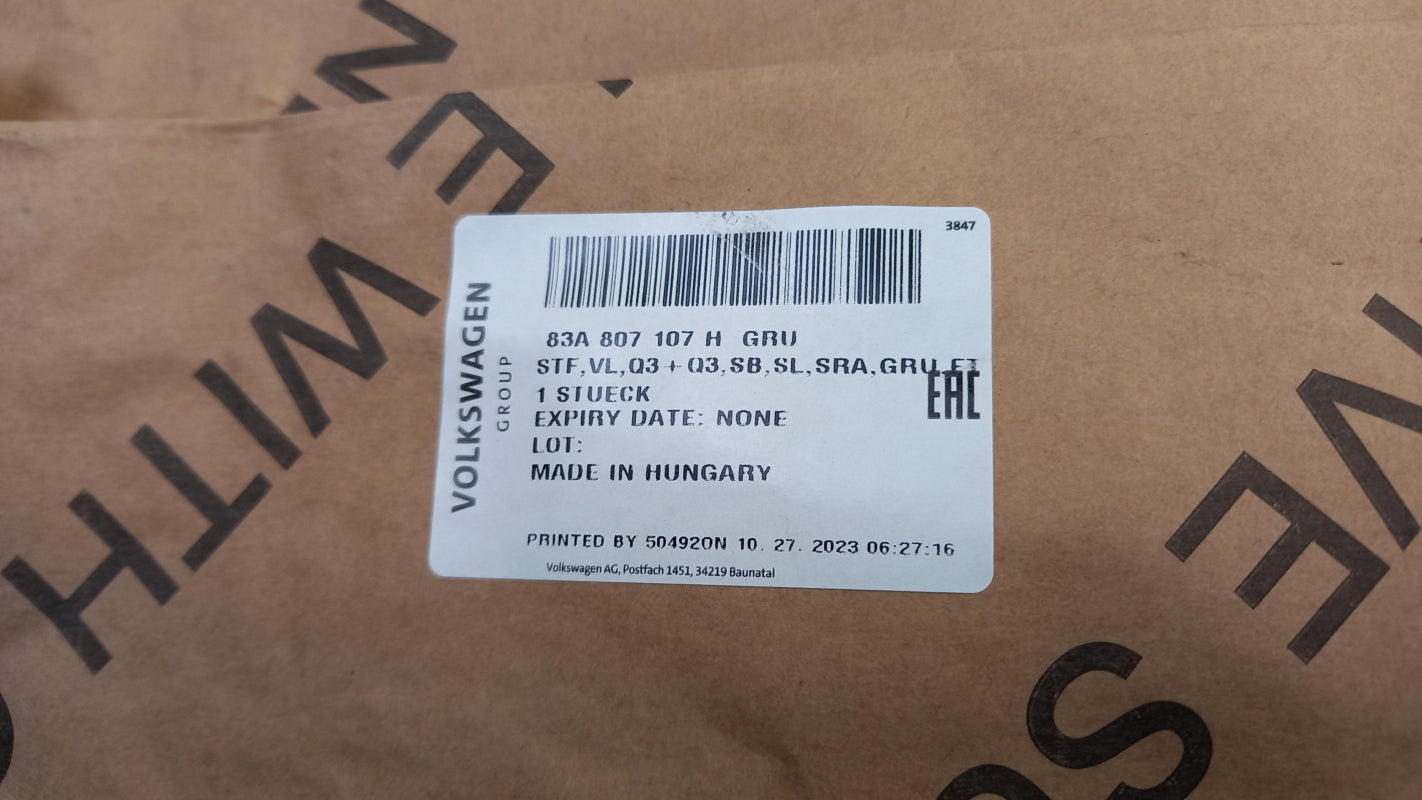 3847
VOLKSWAGEN
GROUP
83A 807 107 H GRU
STF,VL,Q3 + Q3,SB,SL,SRA,GRU,ET
1 STUECK
EXPIRY DATE: NONE
LOT:
MADE IN HUNGARY
EAC
PRINTED BY 504920N 10. 27. 2023 06:27:16
Volkswagen AG, Postfach 1451, 34219 Baunatal
WITH